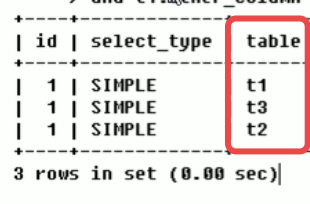 +----+-------------+-------
| id | select_type | table
+----+-------------+-------
| 1 | SIMPLE | t1
| 1 | SIMPLE | t3
| 1 | SIMPLE | t2
+----+-------------+-------
3 rows in set (0.00 sec)